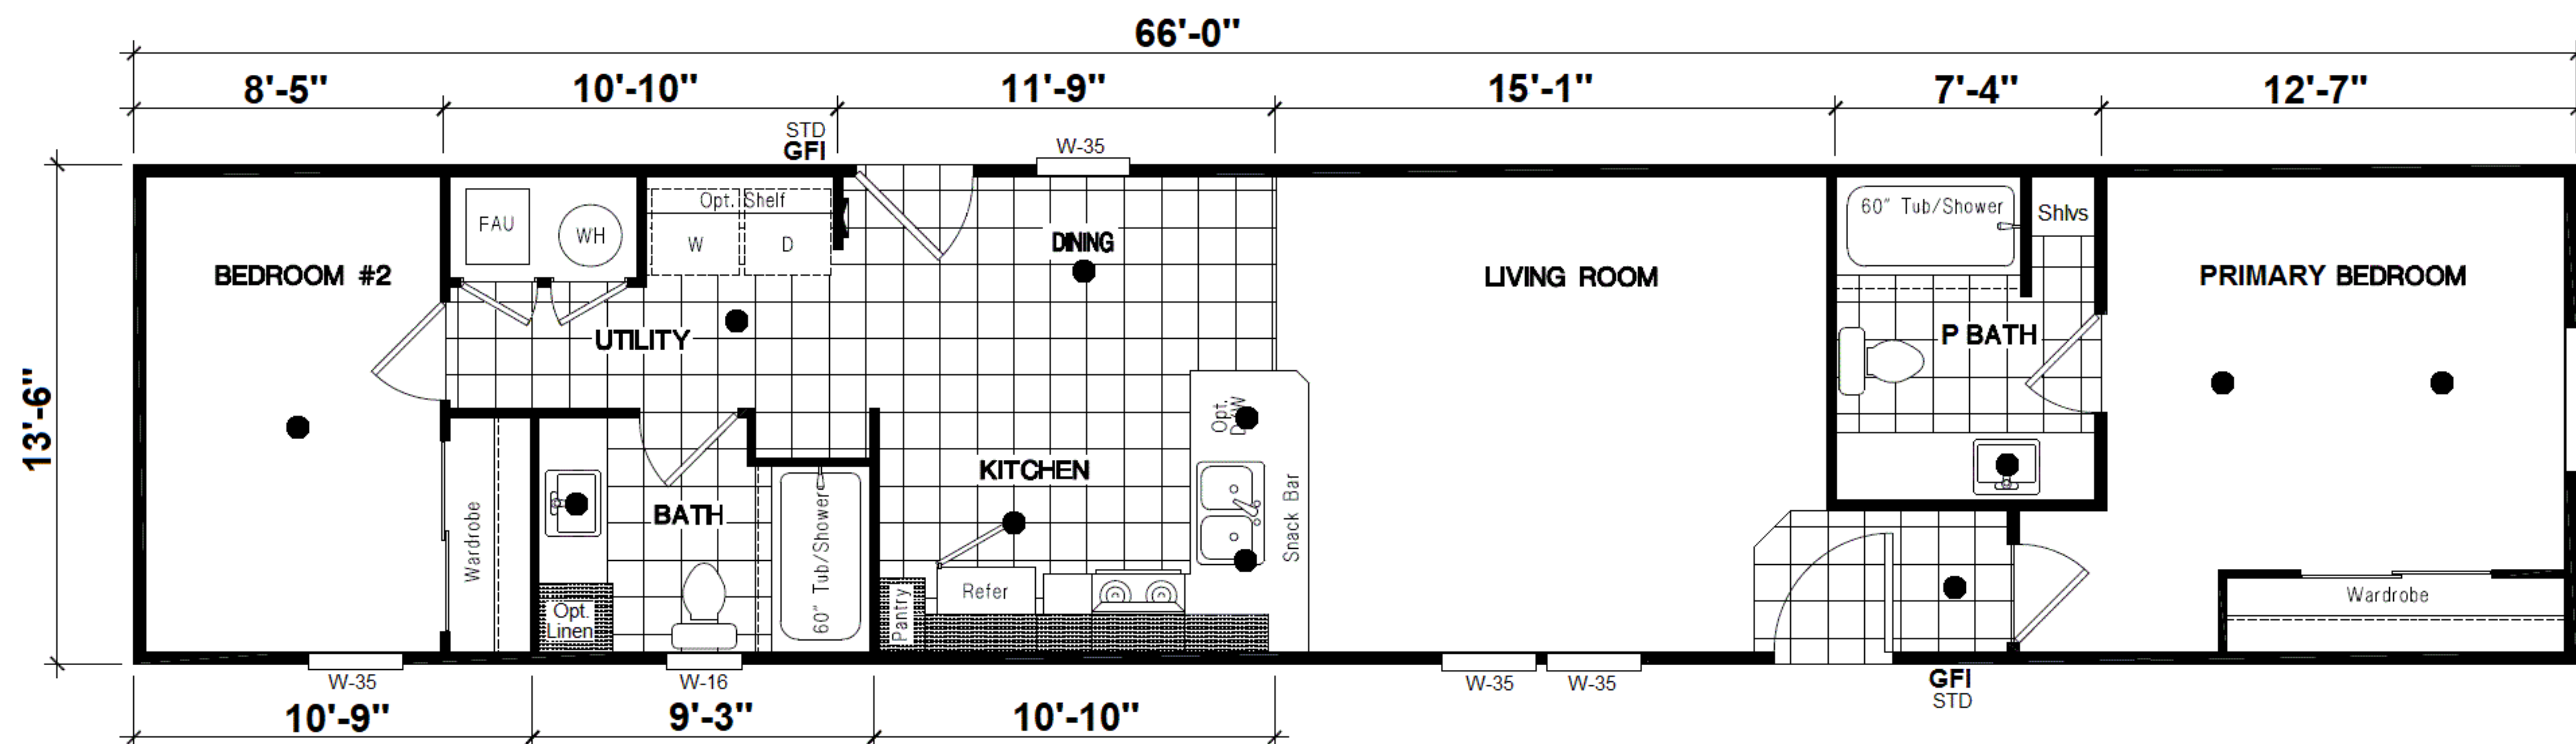 66'-0"
8'-5" 10'-10" 11'-9" 15'-1" 7'-4" 12'-7"
STD
GFI
W-35
13'-6"
FAU
WH
Opt. Shelf
W D
DINING
60" Tub/Shower
Shlvs
BEDROOM #2
LIVING ROOM
PRIMARY BEDROOM
UTILITY
P BATH
Opt.
KITCHEN
BATH
Wardrobe
60" Tub/Shower
Snack Bar
Opt.
Linen
Pantry
Refer
Wardrobe
W-35
W-16
W-35
W-35
GFI
STD
10'-9" 9'-3" 10'-10"